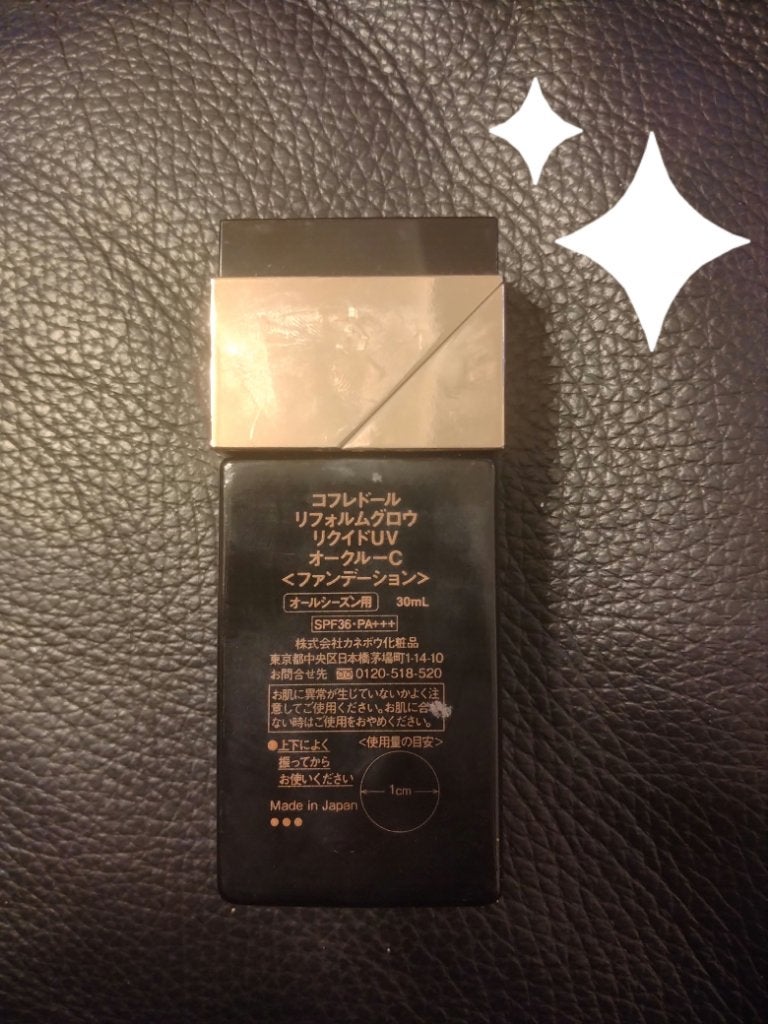 コフレドール
リフォルムグロウ
リクイドUV
オークルーC
<ファンデーション>
オールシーズン用 30mL
SPF36・PA+++
株式会社カネボウ化粧品
東京都中央区日本橋茅場町1-14-10
お問合せ先 0120-518-520
お肌に異常が生じていないかよく注
意してご使用ください。お肌に合
ない時はご使用をおやめください。
●上下によく
振ってから
お使いください
<使用量の目安>
1cm
Made in Japan